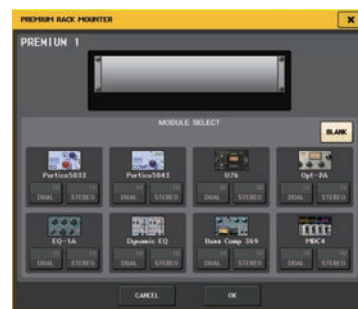 PREMIUM RACK MOUNTER
PREMIUM 1
MODULE SELECT
BLANK
Portico5033
Portico5043
U76
Opt-2A
DUAL STEREO DUAL STEREO DUAL STEREO DUAL STEREO
EQ-1A
Dynamic EQ
Buss Comp 369
MBC4
DUAL STEREO DUAL STEREO DUAL STEREO DUAL STEREO
CANCEL
OK